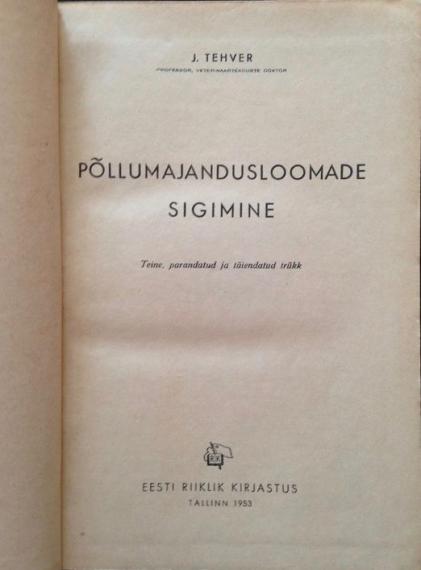 J. TEHVER
PROFESSOR, VETERINAARTEADUSTE DOKTOR
PÕLLUMAJANDUSLOOMADE
SIGIMINE
Teine, parandatud ja täiendatud trükk
EESTI RIIKLIK KIRJASTUS
TALLINN 1953